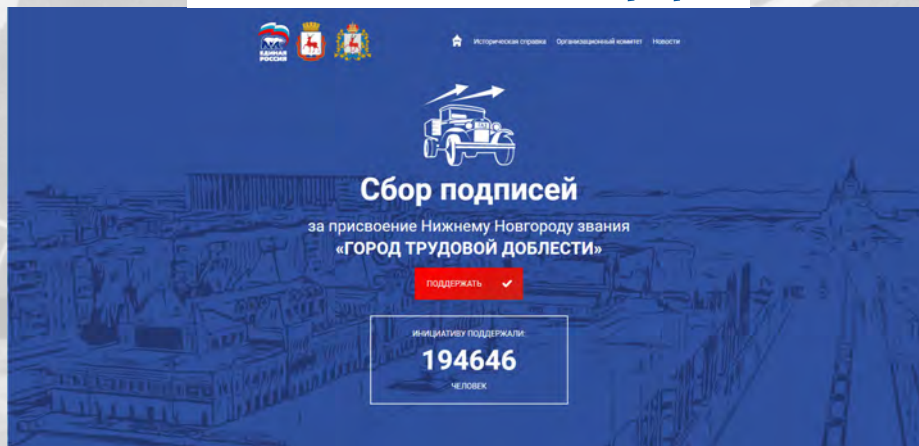 ЕДИНАЯ
РОССИЯ
Историческая справка Организационный комитет Новости
Сбор подписей
за присвоение Нижнему Новгороду звания
«ГОРОД ТРУДОВОЙ ДОБЛЕСТИ»
ПОДДЕРЖАТЬ
ИНИЦИАТИВУ ПОДДЕРЖАЛИ:
194646
ЧЕЛОВЕК